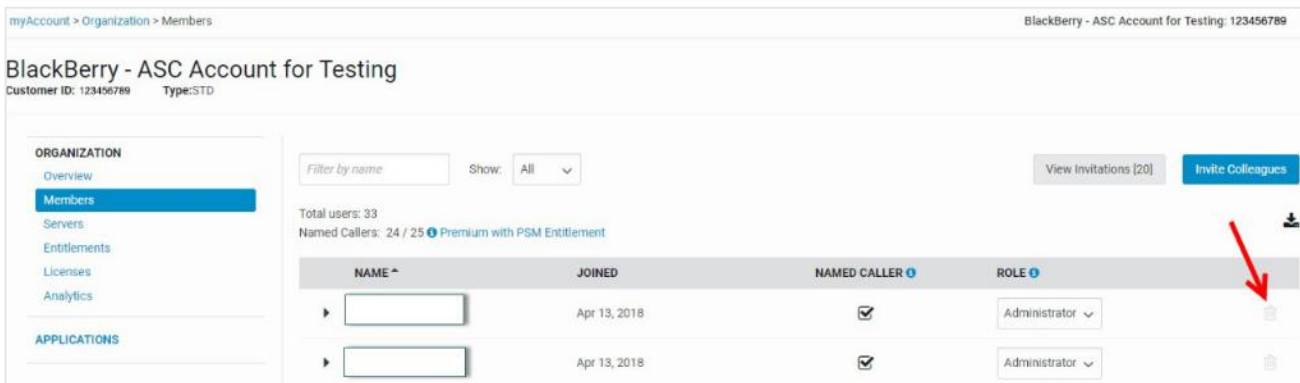 myAccount > Organization > Members
BlackBerry - ASC Account for Testing: 123456789
BlackBerry - ASC Account for Testing
Customer ID: 123456789 Type:STD
ORGANIZATION
Overview
Members
Servers
Entitlements
Licenses
Analytics
APPLICATIONS
Filter by name Show: All View Invitations [20] Invite Colleagues
Total users: 33
Named Callers: 24 / 25 Premium with PSM Entitlement
NAME JOINED NAMED CALLER ROLE
Apr 13, 2018 Administrator
Apr 13, 2018 Administrator